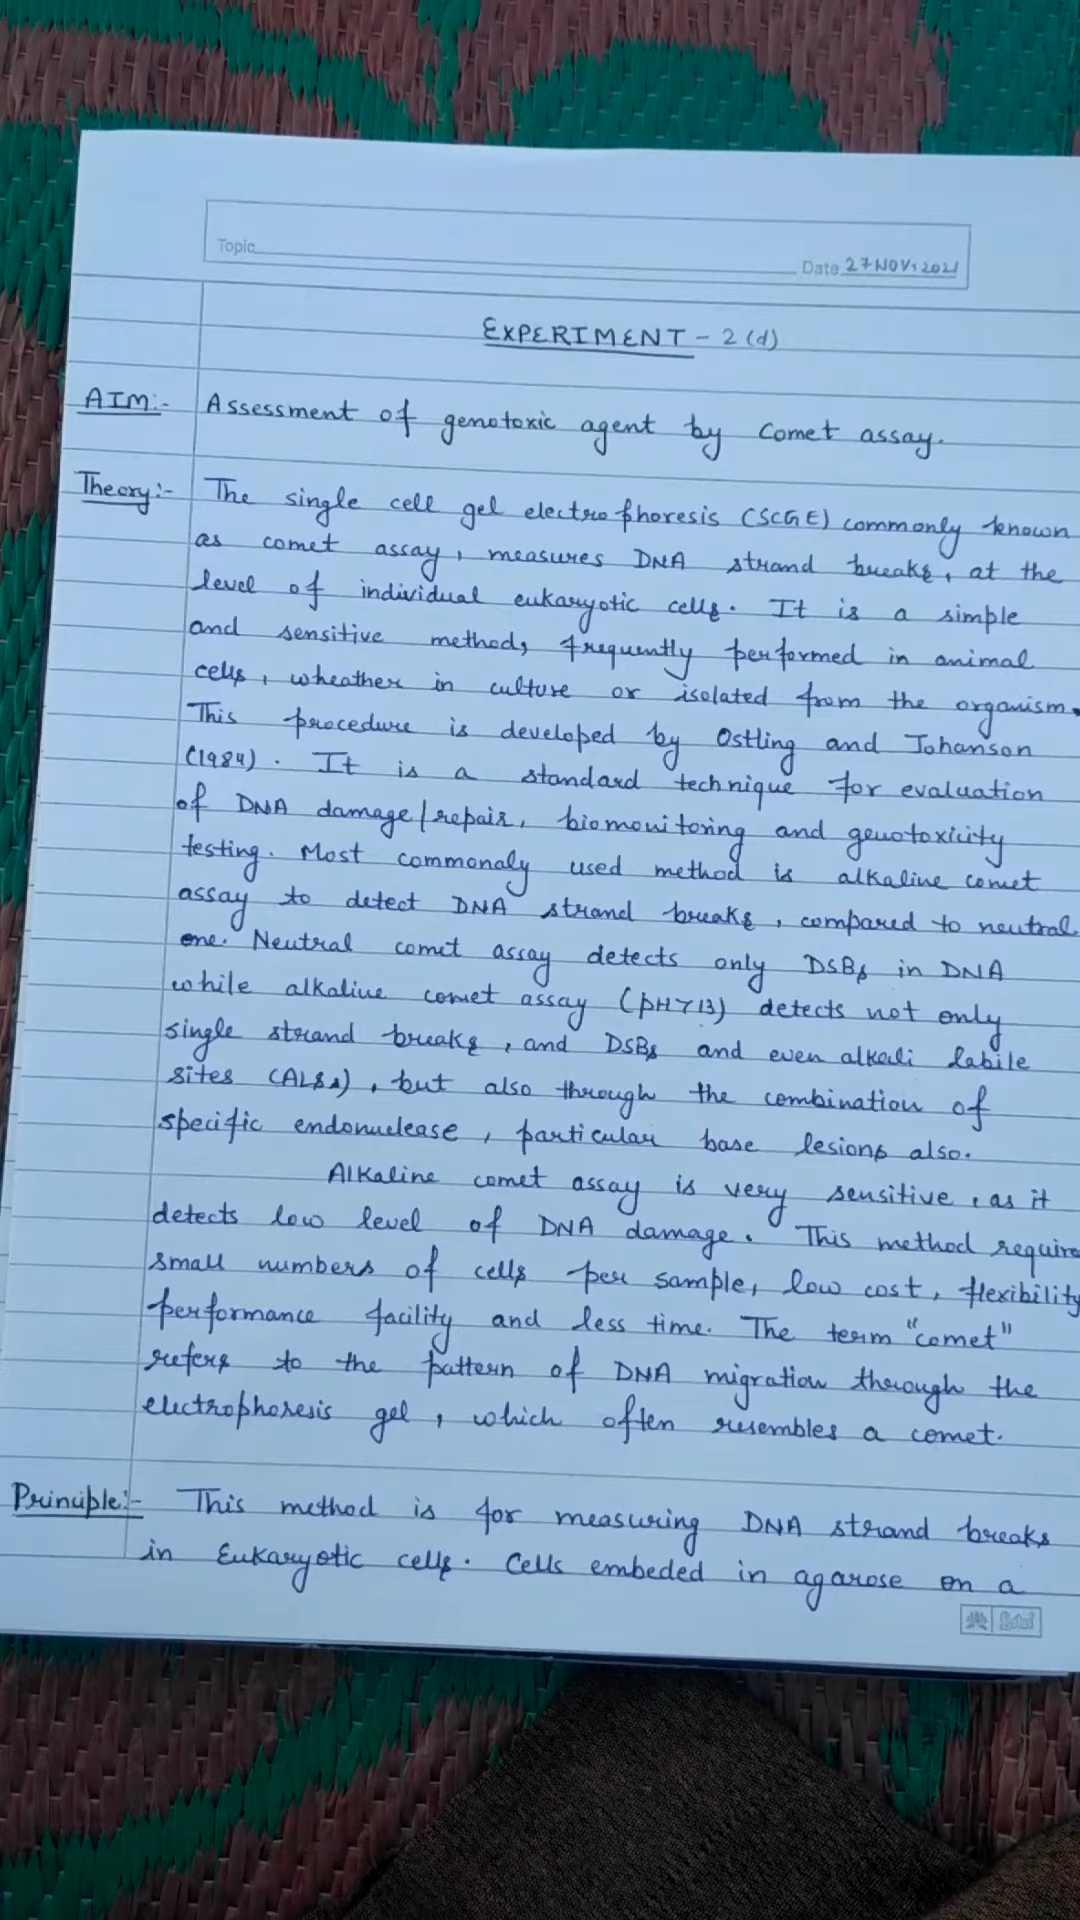 Topic
Date 27 NOV, 2021
EXPERIMENT - 2 (d)
AIM:- Assessment of genotoxic agent by Comet assay.
Theory:- The single cell gel electrophoresis (SCGE) commonly known
as comet assay, measures DNA strand breaks, at the
level of individual eukaryotic cells. It is a simple
and sensitive method, frequently performed in animal
cells, wheather in culture or isolated from the organism.
This procedure is developed by Ostling and Johanson
(1984). It is a standard technique for evaluation
of DNA damage/repair, biomonitoring and genotoxicity
testing. Most commonaly used method is alkaline comet
assay to detect DNA strand breaks, compared to neutral
one. Neutral comet assay detects only DSBs in DNA
while alkaline comet assay (pH>13) detects not only
single strand breaks, and DSBs and even alkali labile
sites (ALSs), but also through the combination of
specific endonuclease, particular base lesions also.
Alkaline comet assay is very sensitive, as it
detects low level of DNA damage. This method require
small numbers of cells per sample, low cost, flexibility
performance facility and less time. The term "comet"
refers to the pattern of DNA migration through the
electrophoresis gel, which often resembles a comet.
Principle:- This method is for measuring DNA strand breaks
in Eukaryotic cells. Cells embeded in agarose on a